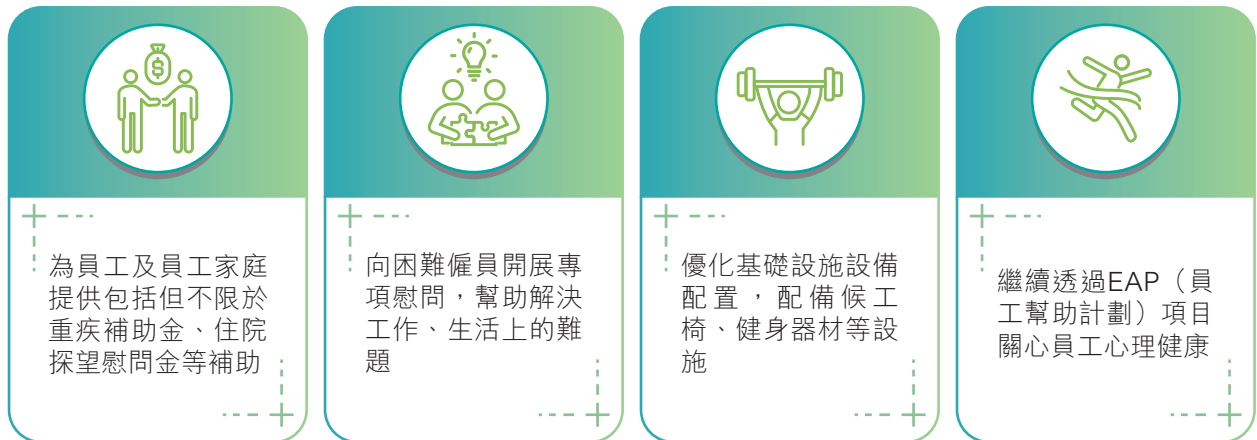 為員工及員工家庭
提供包括但不限於
重疾補助金、住院
探望慰問金等補助
向困難僱員開展專
項慰問，幫助解決
工作、生活上的難
題
優化基礎設施設備
配置，配備候工
椅、健身器材等設
施
繼續透過EAP（員
工幫助計劃）項目
關心員工心理健康